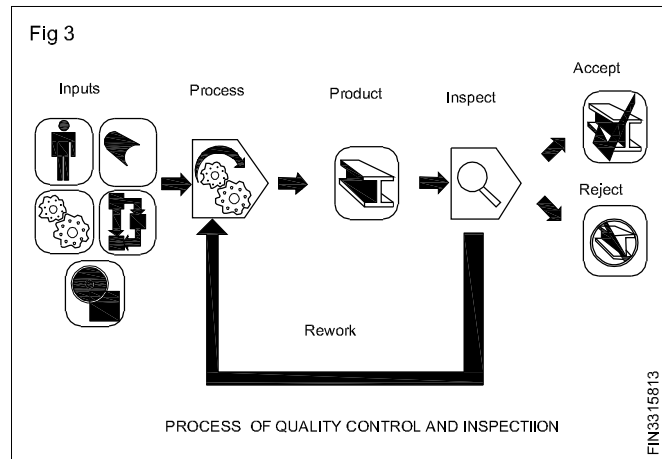 Fig 3
Inputs
Process
Product
Inspect
Accept
Reject
Rework
PROCESS OF QUALITY CONTROL AND INSPECTIION
FIN3315813